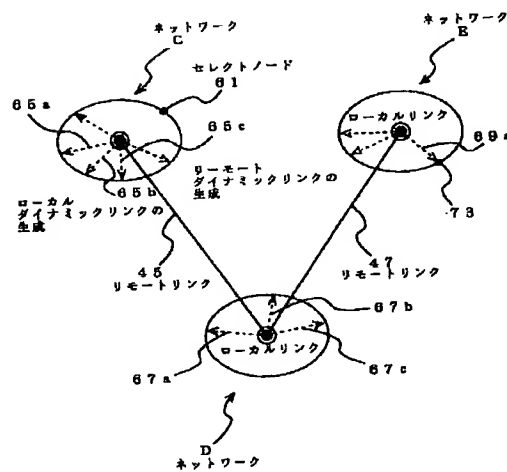 ネットワーク
C
セレクトノード
61
ネットワーク
E
65a
65c
ローカルリンク
69a
65b
リーモート
ダイナミックリンクの
生成
ローカル
ダイナミックリンクの
生成
73
45
リモートリンク
47
リモートリンク
67b
ローカルリンク
67a
67c
D
ネットワーク